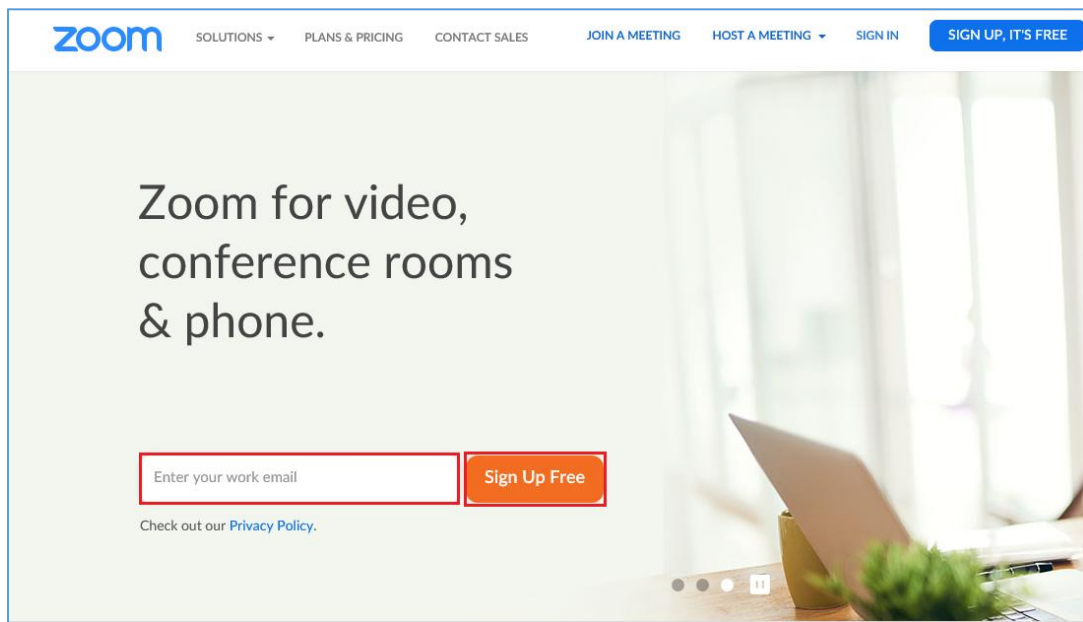 zoom SOLUTIONS PLANS & PRICING CONTACT SALES JOIN A MEETING HOST A MEETING SIGN IN SIGN UP, IT'S FREE
Zoom for video,
conference rooms
& phone.
Enter your work email Sign Up Free
Check out our Privacy Policy.